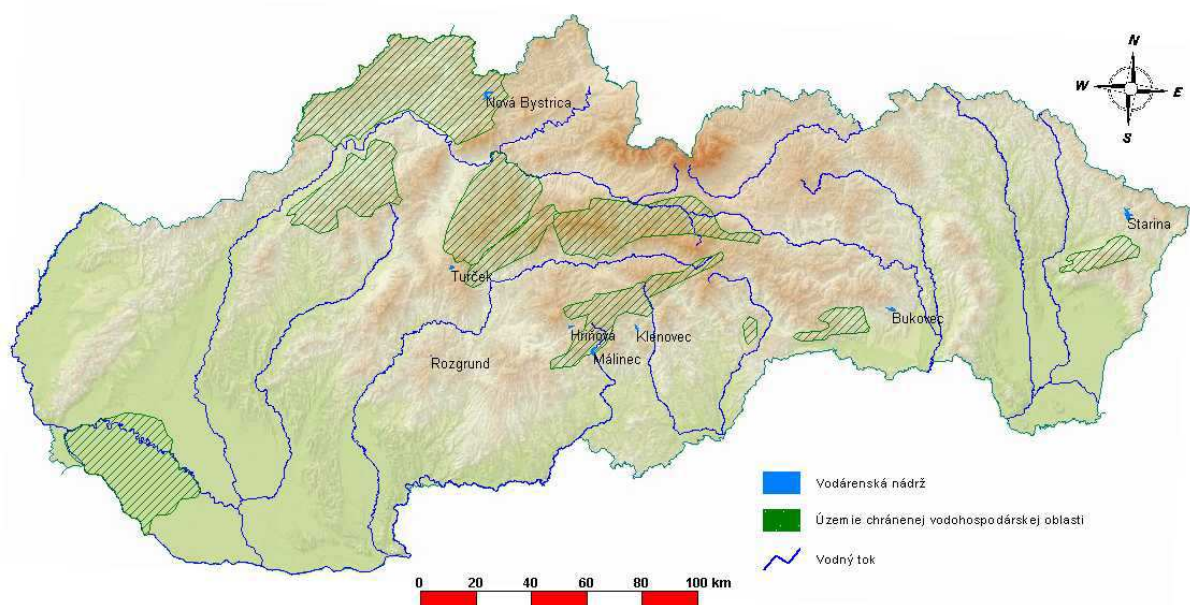 N
W E
S
Nová Bystrica
Starina
Turček
Bukovec
Hriňová
Klenovec
Málinec
Rozgrund
Vodárenská nádrž
Územie chránenej vodohospodárskej oblasti
Vodný tok
0 20 40 60 80 100 km